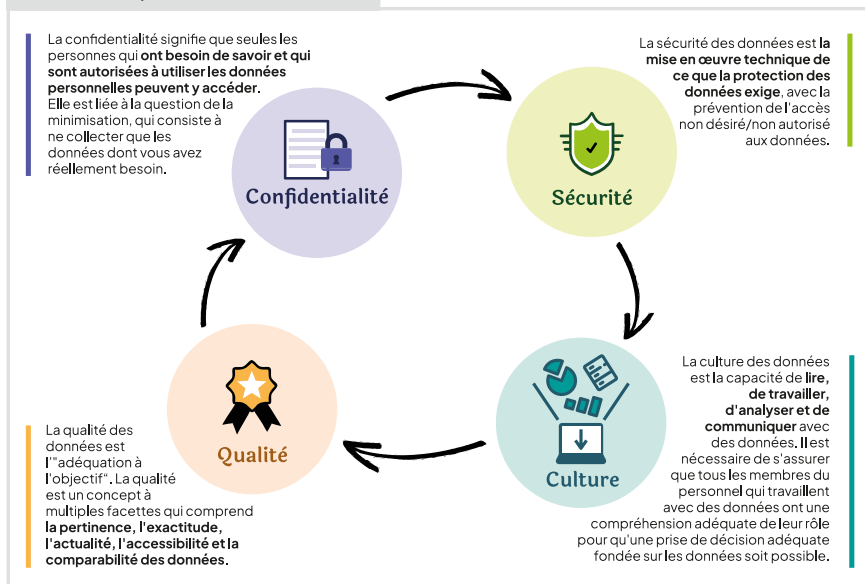 La confidentialité signifie que seules les
personnes qui ont besoin de savoir et qui
sont autorisées à utiliser les données
personnelles peuvent y accéder.
Elle est liée à la question de la
minimisation, qui consiste à
ne collecter que les
données dont vous avez
réellement besoin.
Confidentialité
La sécurité des données est la
mise en œuvre technique de
ce que la protection des
données exige, avec la
prévention de l'accès
non désiré/non autorisé
aux données.
Sécurité
La culture des données
est la capacité de lire,
de travailler,
d'analyser et de
communiquer avec
des données. Il est
nécessaire de s'assurer
que tous les membres du
personnel qui travaillent
avec des données ont une
compréhension adéquate de leur rôle
pour qu'une prise de décision adéquate
fondée sur les données soit possible.
Culture
La qualité des
données est
l'"adéquation à
l'objectif“. La qualité
est un concept à
multiples facettes qui comprend
la pertinence, l'exactitude,
l'actualité, l'accessibilité et la
comparabilité des données.
Qualité